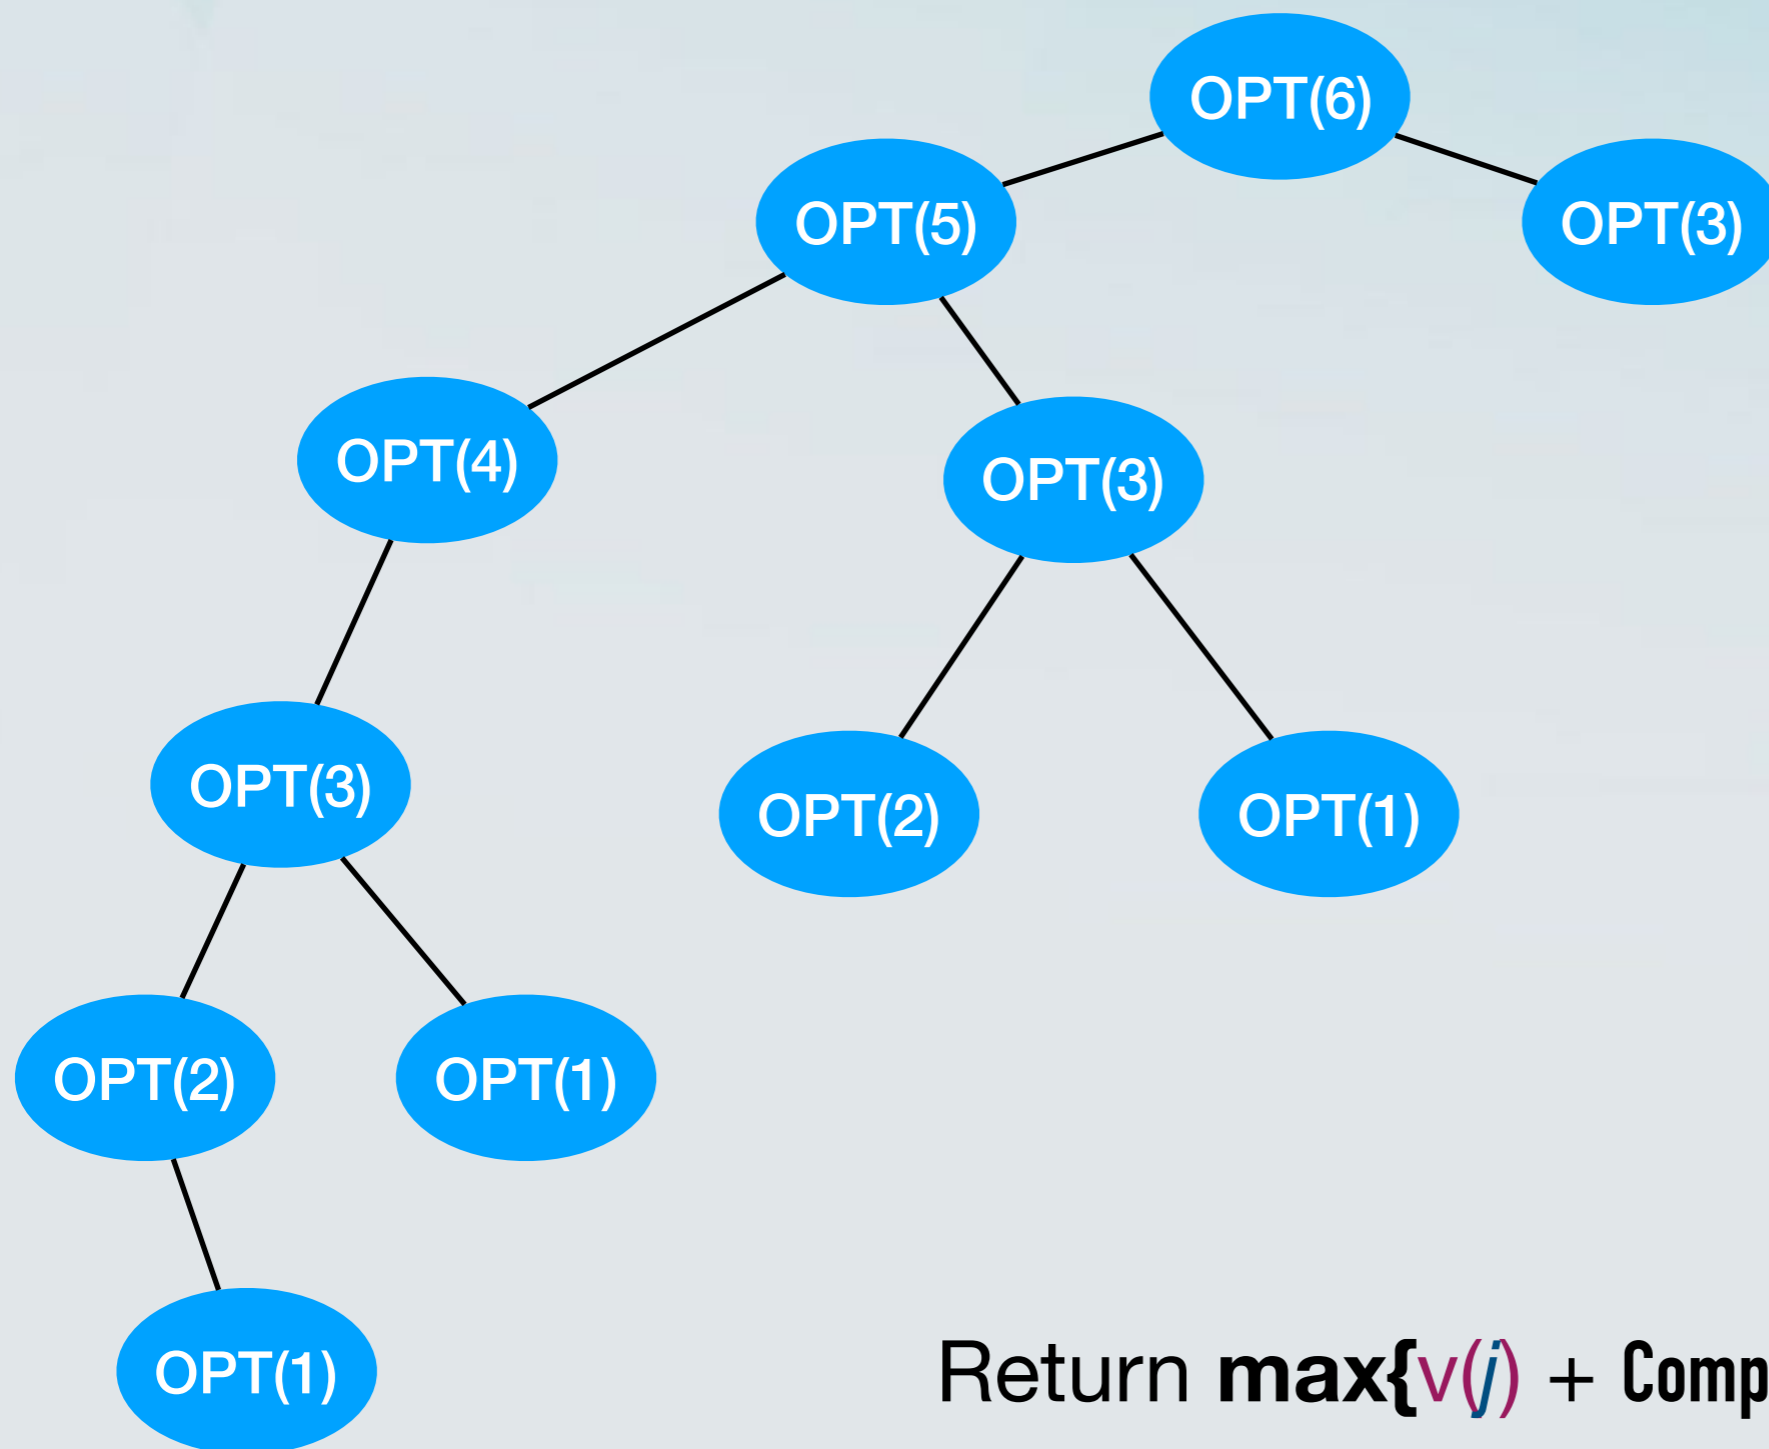 OPT(6)
OPT(5)
OPT(3)
OPT(4)
OPT(3)
OPT(3)
OPT(2)
OPT(1)
OPT(2)
OPT(1)
OPT(1)
Return max{v(j) + Comp